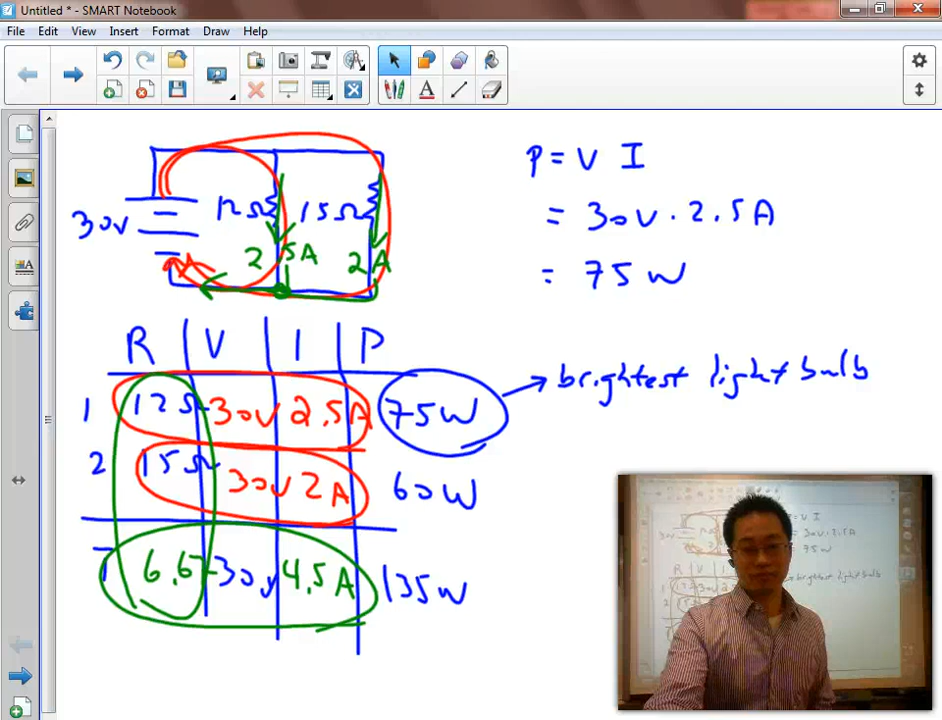 Untitled * - SMART Notebook
File Edit View Insert Format Draw Help
30v 12Ω 15Ω
2.5A 2A
P = V I
= 30v · 2.5A
= 75 W
R V I P
1 12Ω 30v 2.5A 75W → brightest light bulb
2 15Ω 30v 2A 60W
T 6.67 30v 4.5A 135W